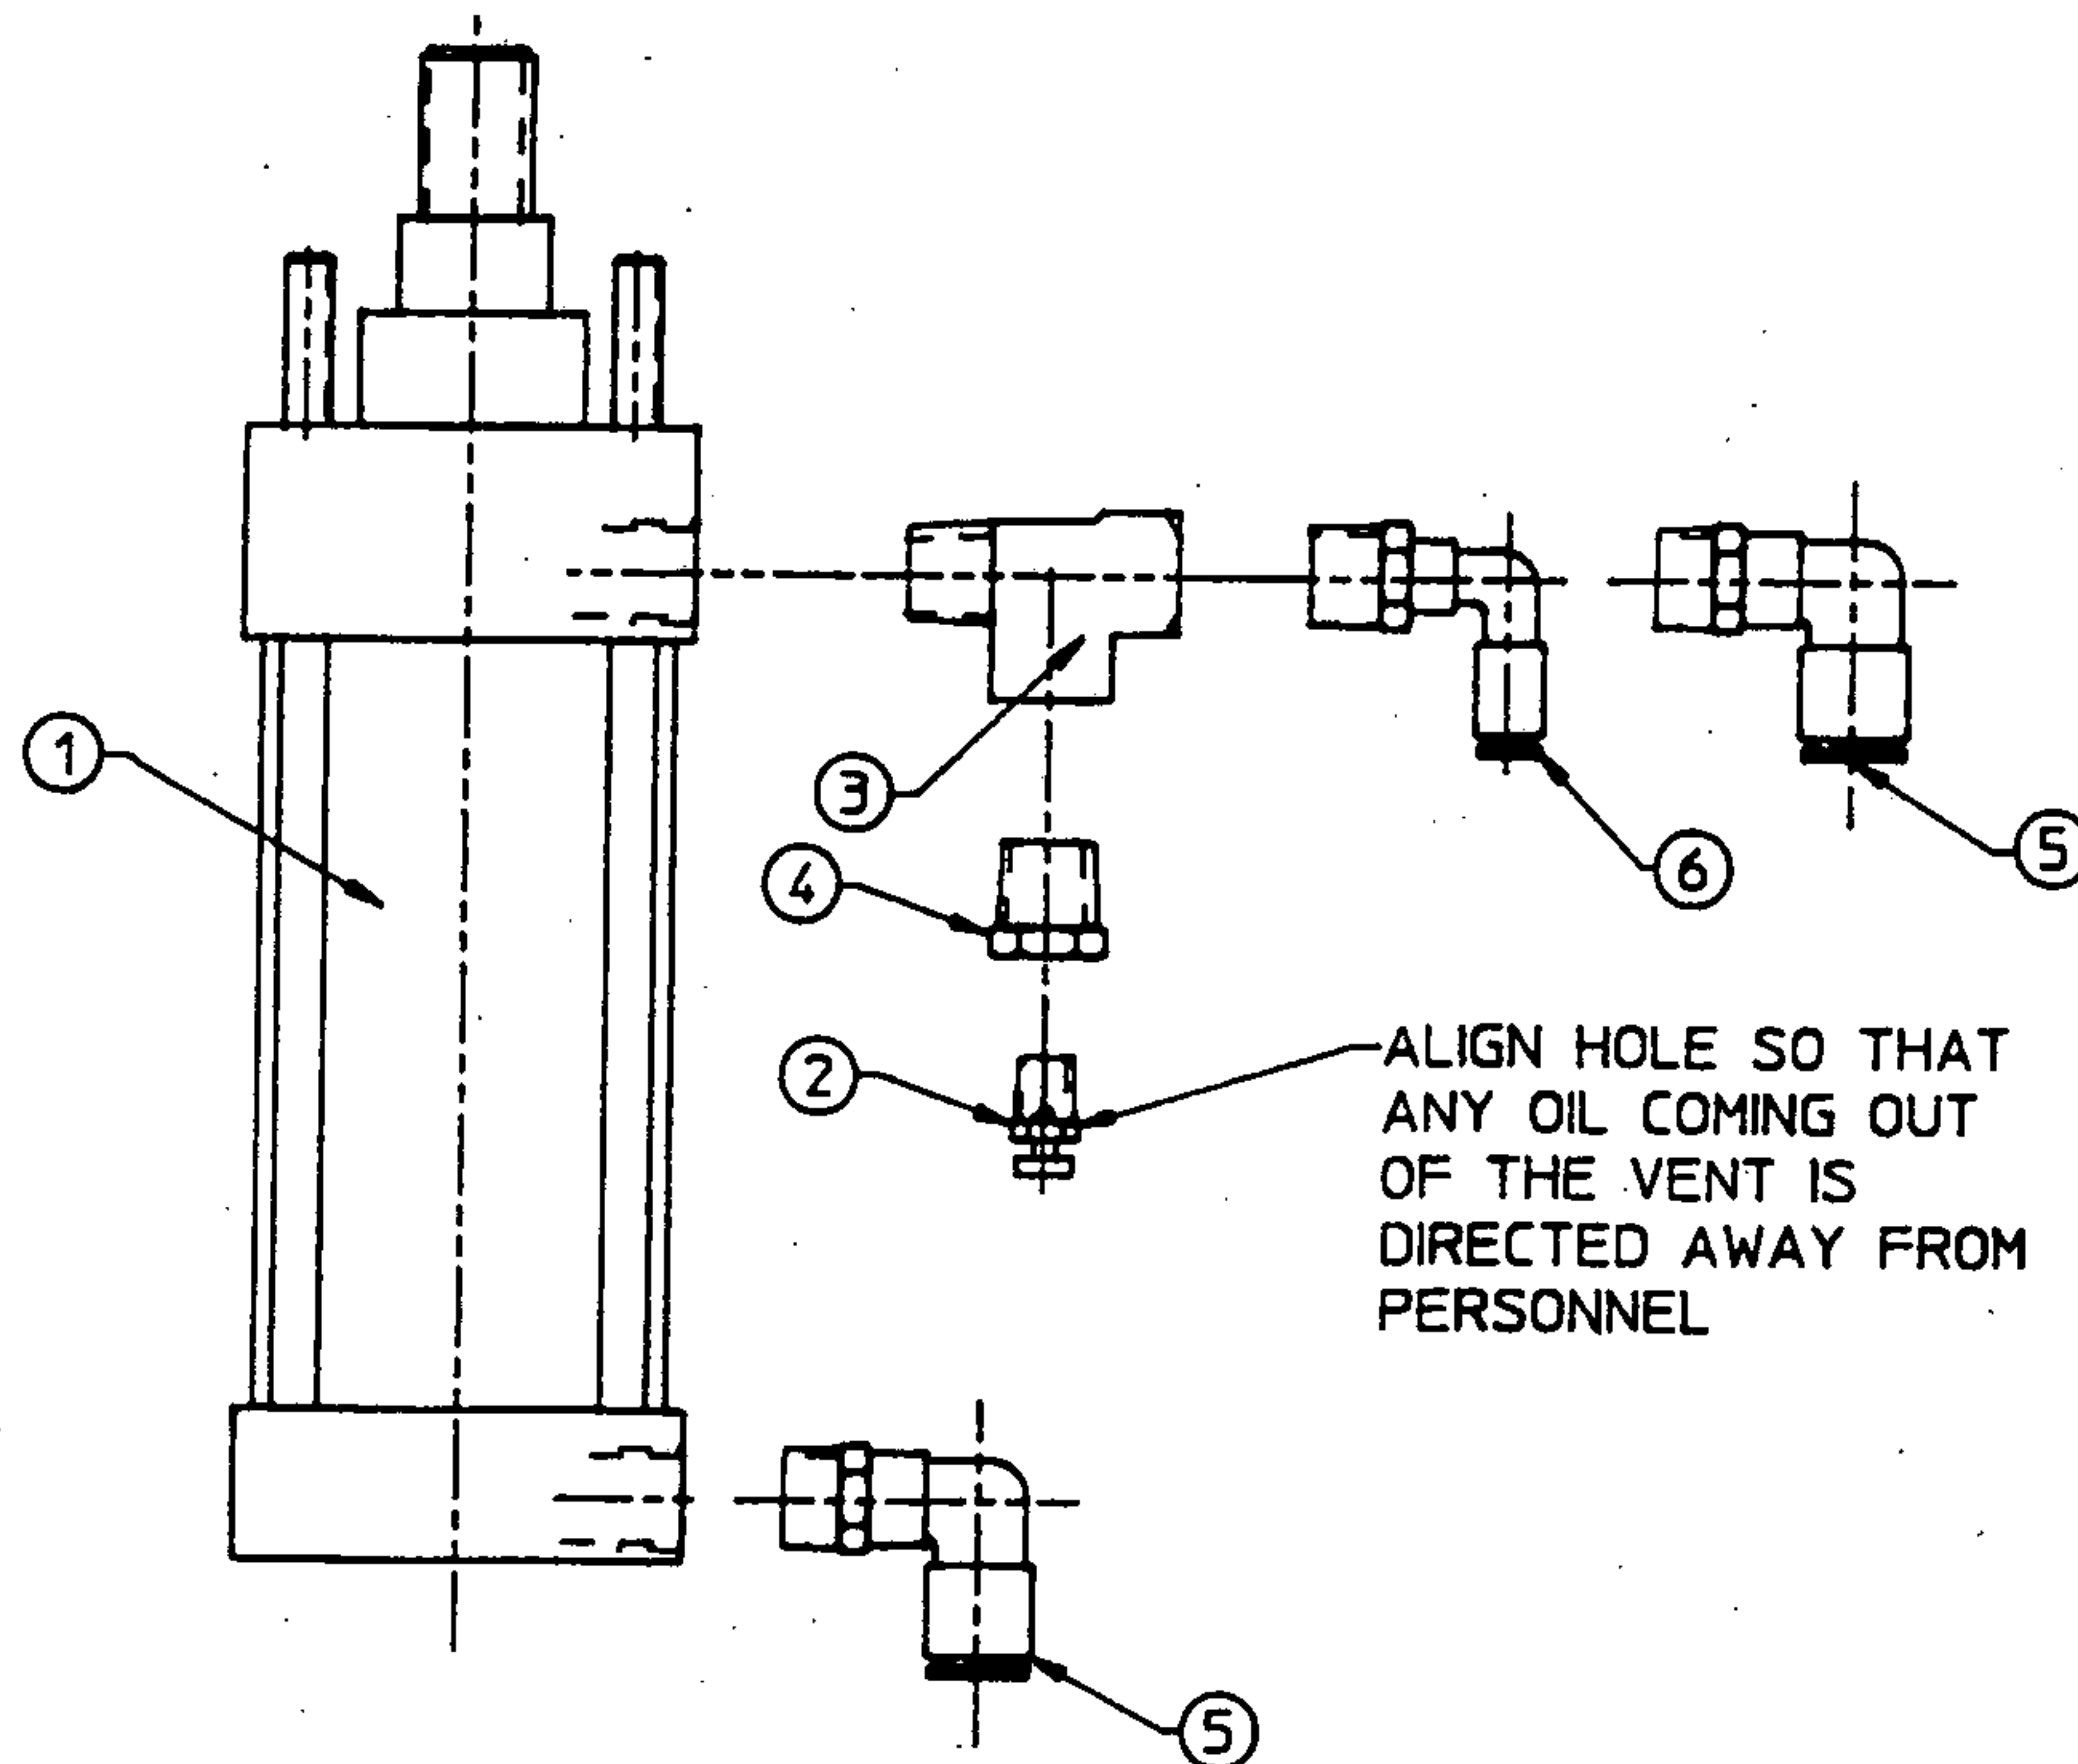 1
3
6
5
4
2
ALIGN HOLE SO THAT
ANY OIL COMING OUT
OF THE VENT IS
DIRECTED AWAY FROM
PERSONNEL
5